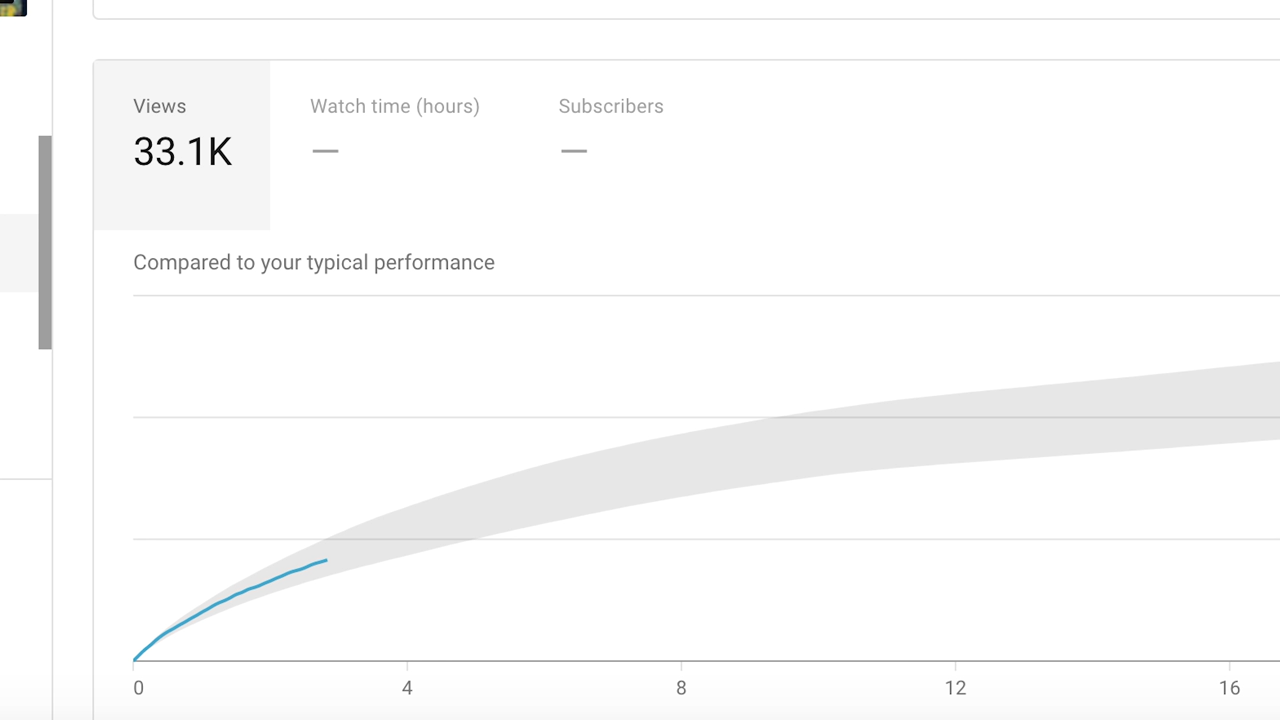 Views
Watch time (hours)
Subscribers
33.1K
—
—
Compared to your typical performance
0
4
8
12
16